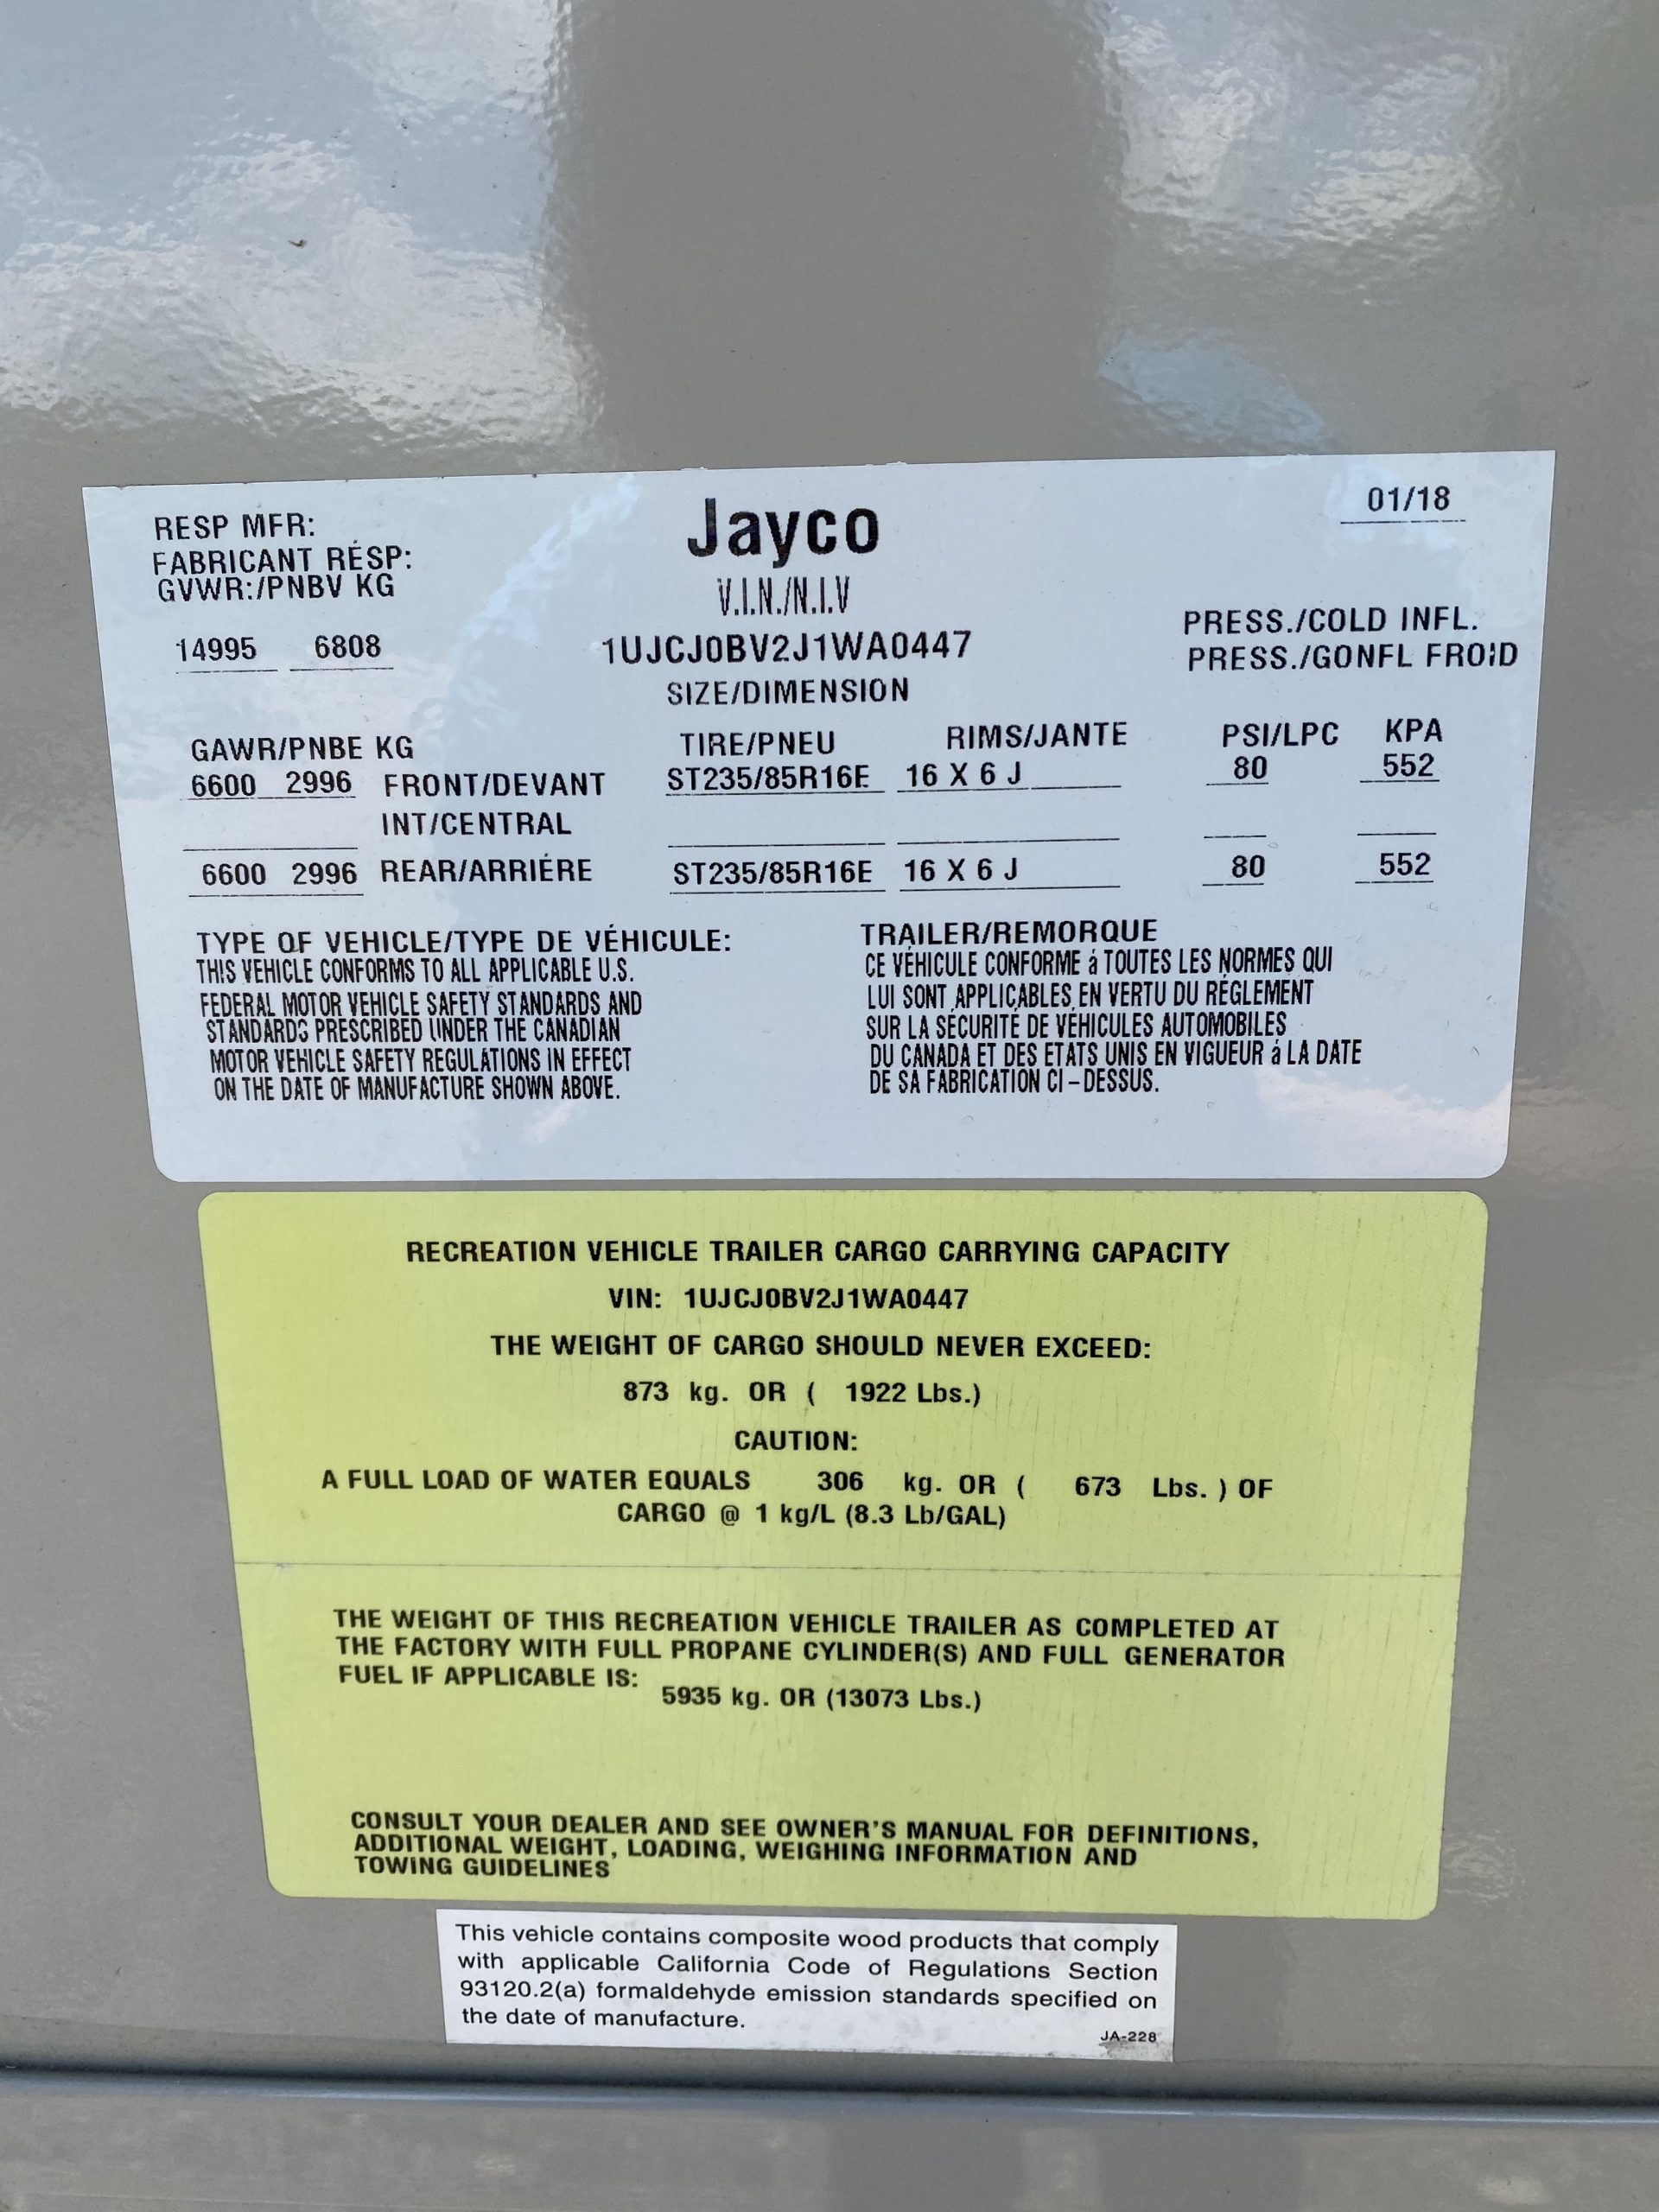 RESP MFR:
FABRICANT RÉSP:
GVWR:/PNBV KG
14995 6808
Jayco
V.I.N./N.I.V
1UJCJ0BV2J1WA0447
SIZE/DIMENSION
01/18
PRESS./COLD INFL.
PRESS./GONFL FROID
GAWR/PNBE KG TIRE/PNEU RIMS/JANTE PSI/LPC KPA
6600 2996 FRONT/DEVANT ST235/85R16E 16 X 6 J 80 552
INT/CENTRAL
6600 2996 REAR/ARRIÉRE ST235/85R16E 16 X 6 J 80 552
TYPE OF VEHICLE/TYPE DE VÉHICULE: TRAILER/REMORQUE
THIS VEHICLE CONFORMS TO ALL APPLICABLE U.S.
FEDERAL MOTOR VEHICLE SAFETY STANDARDS AND
STANDARDS PRESCRIBED UNDER THE CANADIAN
MOTOR VEHICLE SAFETY REGULATIONS IN EFFECT
ON THE DATE OF MANUFACTURE SHOWN ABOVE.
CE VÉHICULE CONFORME á TOUTES LES NORMES QUI
LUI SONT APPLICABLES EN VERTU DU RÉGLEMENT
SUR LA SÉCURITÉ DE VÉHICULES AUTOMOBILES
DU CANADA ET DES ETATS UNIS EN VIGUEUR á LA DATE
DE SA FABRICATION CI-DESSUS.
RECREATION VEHICLE TRAILER CARGO CARRYING CAPACITY
VIN: 1UJCJ0BV2J1WA0447
THE WEIGHT OF CARGO SHOULD NEVER EXCEED:
873 kg. OR ( 1922 Lbs.)
CAUTION:
A FULL LOAD OF WATER EQUALS 306 kg. OR ( 673 Lbs. ) OF
CARGO @ 1 kg/L (8.3 Lb/GAL)
THE WEIGHT OF THIS RECREATION VEHICLE TRAILER AS COMPLETED AT
THE FACTORY WITH FULL PROPANE CYLINDER(S) AND FULL GENERATOR
FUEL IF APPLICABLE IS:
5935 kg. OR (13073 Lbs.)
CONSULT YOUR DEALER AND SEE OWNER'S MANUAL FOR DEFINITIONS,
ADDITIONAL WEIGHT, LOADING, WEIGHING INFORMATION AND
TOWING GUIDELINES
This vehicle contains composite wood products that comply
with applicable California Code of Regulations Section
93120.2(a) formaldehyde emission standards specified on
the date of manufacture.
JA-228